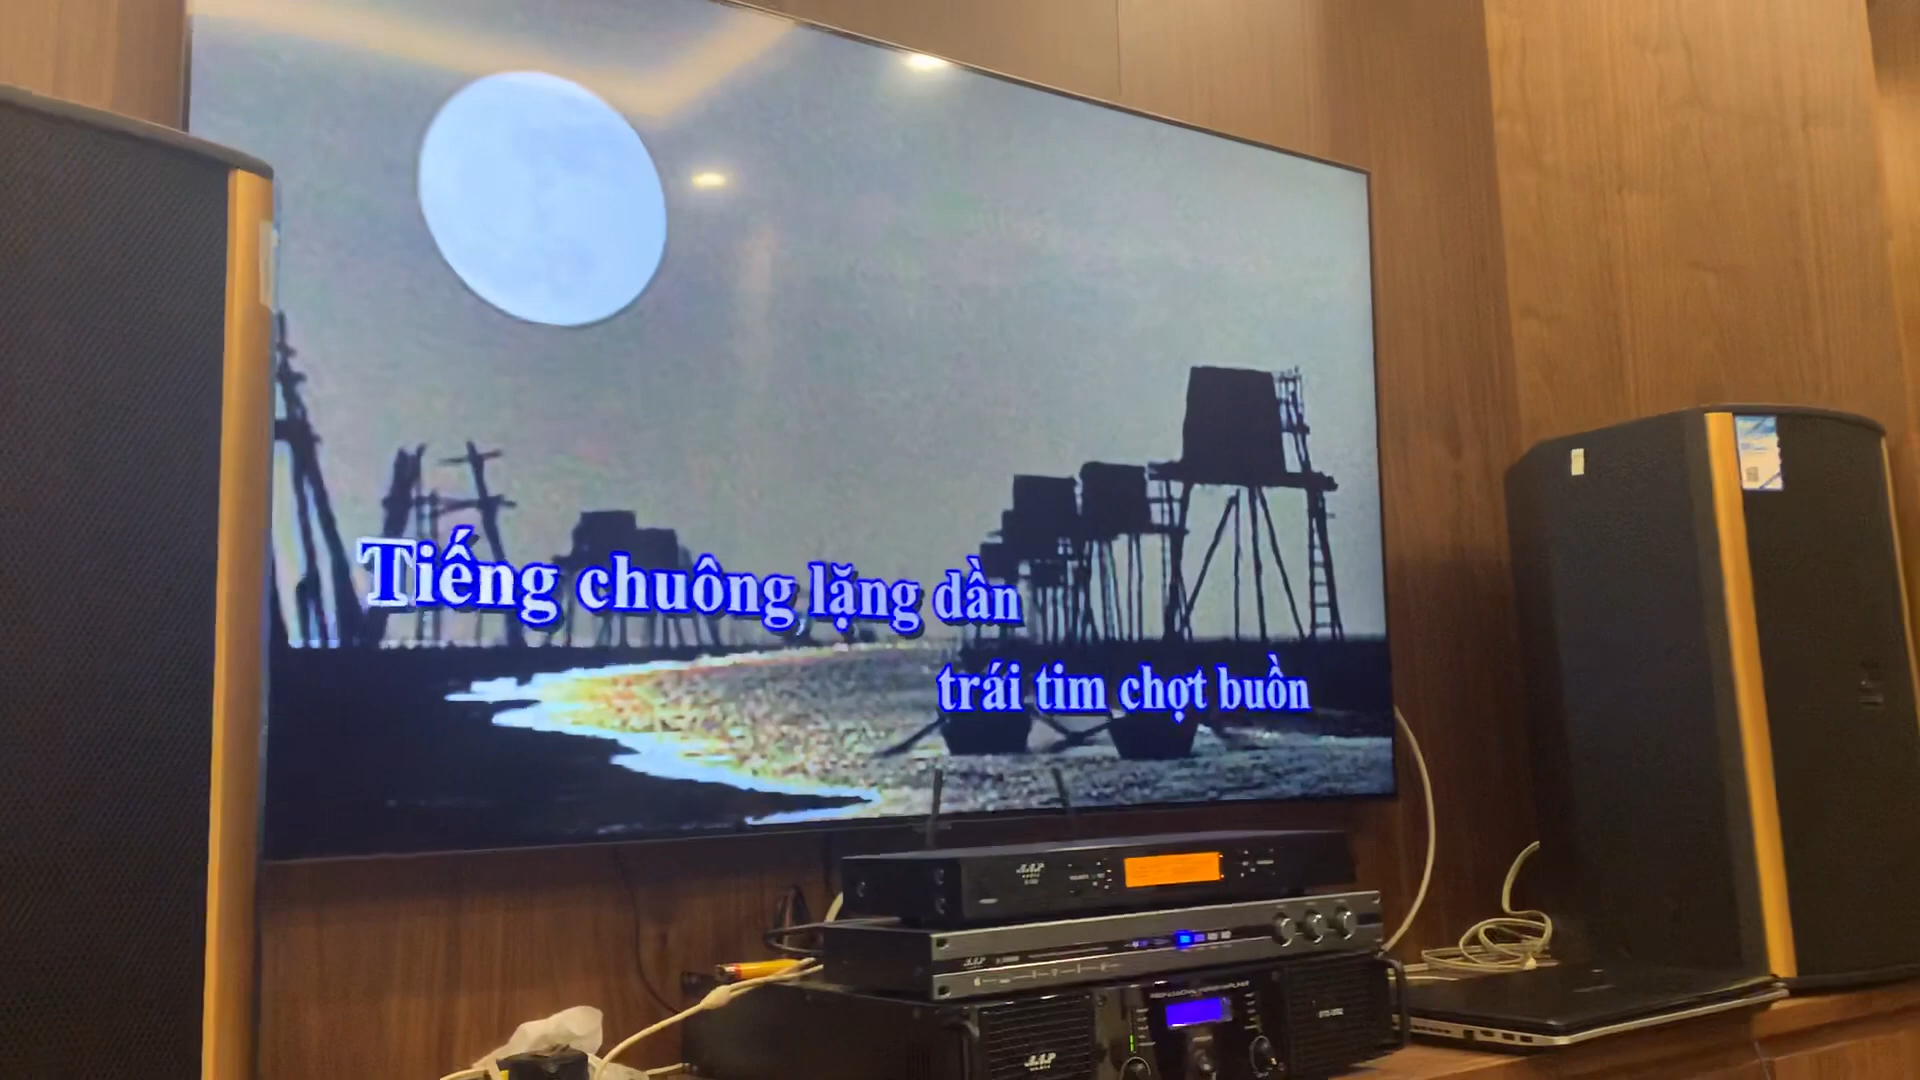 Tiếng chuông lặng dần
trái tim chợt buồn